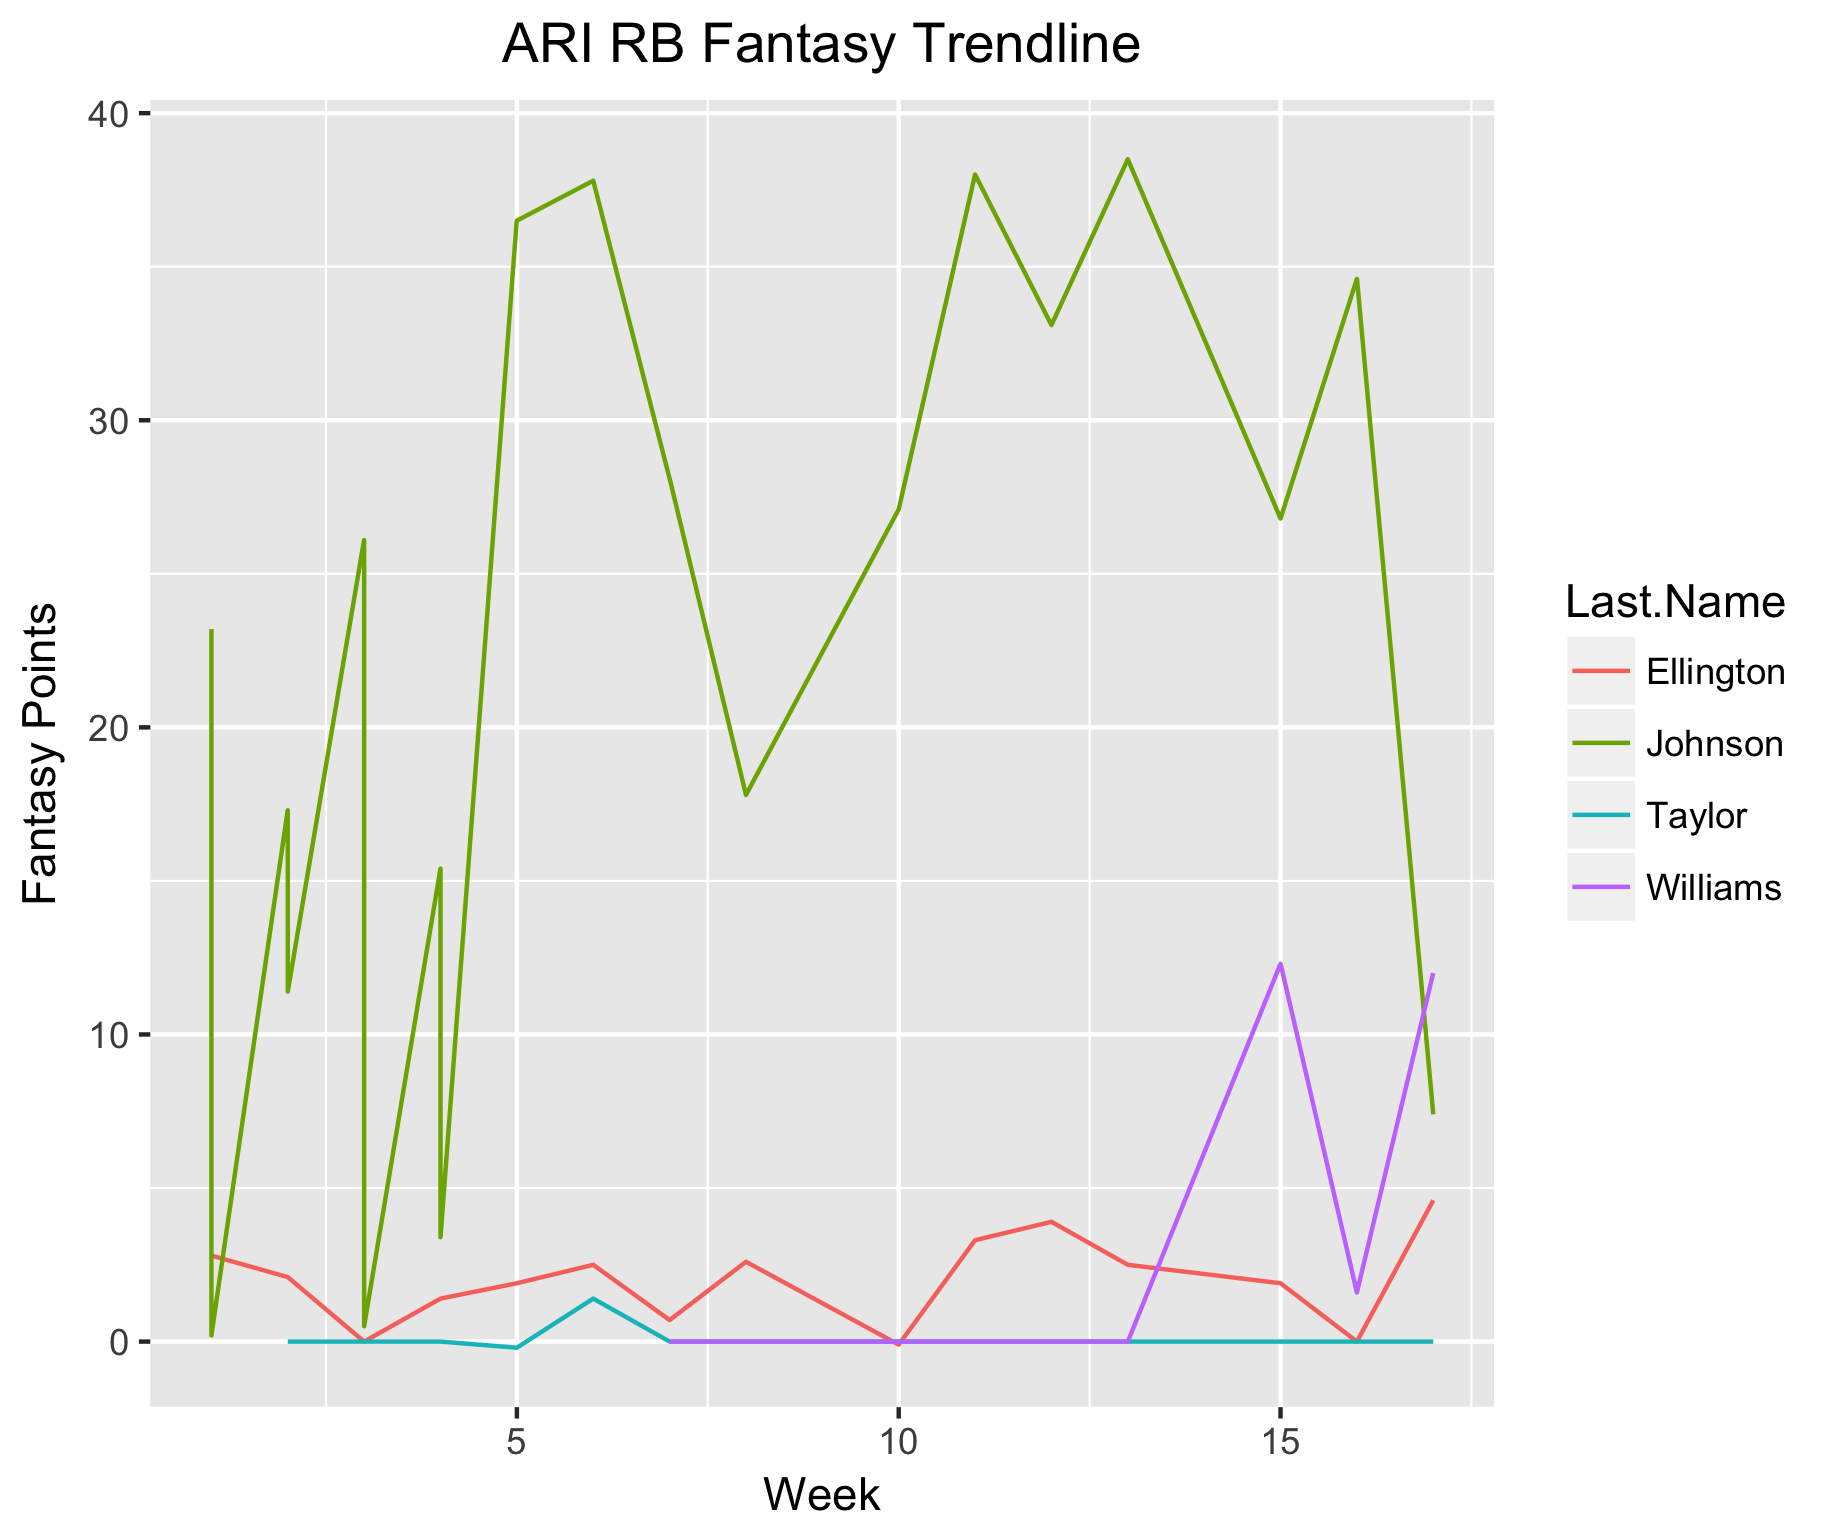 ARI RB Fantasy Trendline
Fantasy Points
40
30
20
10
0
5
10
15
Week
Last.Name
Ellington
Johnson
Taylor
Williams